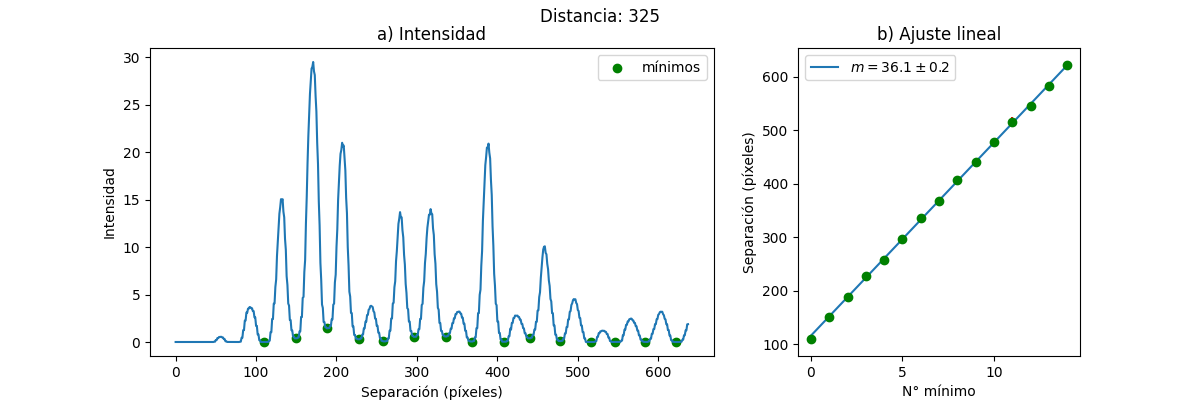 Distancia: 325
a) Intensidad
30
25
20
15
10
5
0
Intensidad
mínimos
0 100 200 300 400 500 600
Separación (píxeles)
b) Ajuste lineal
m = 36.1 ± 0.2
600
500
400
300
200
100
Separación (píxeles)
0 5 10
N° mínimo